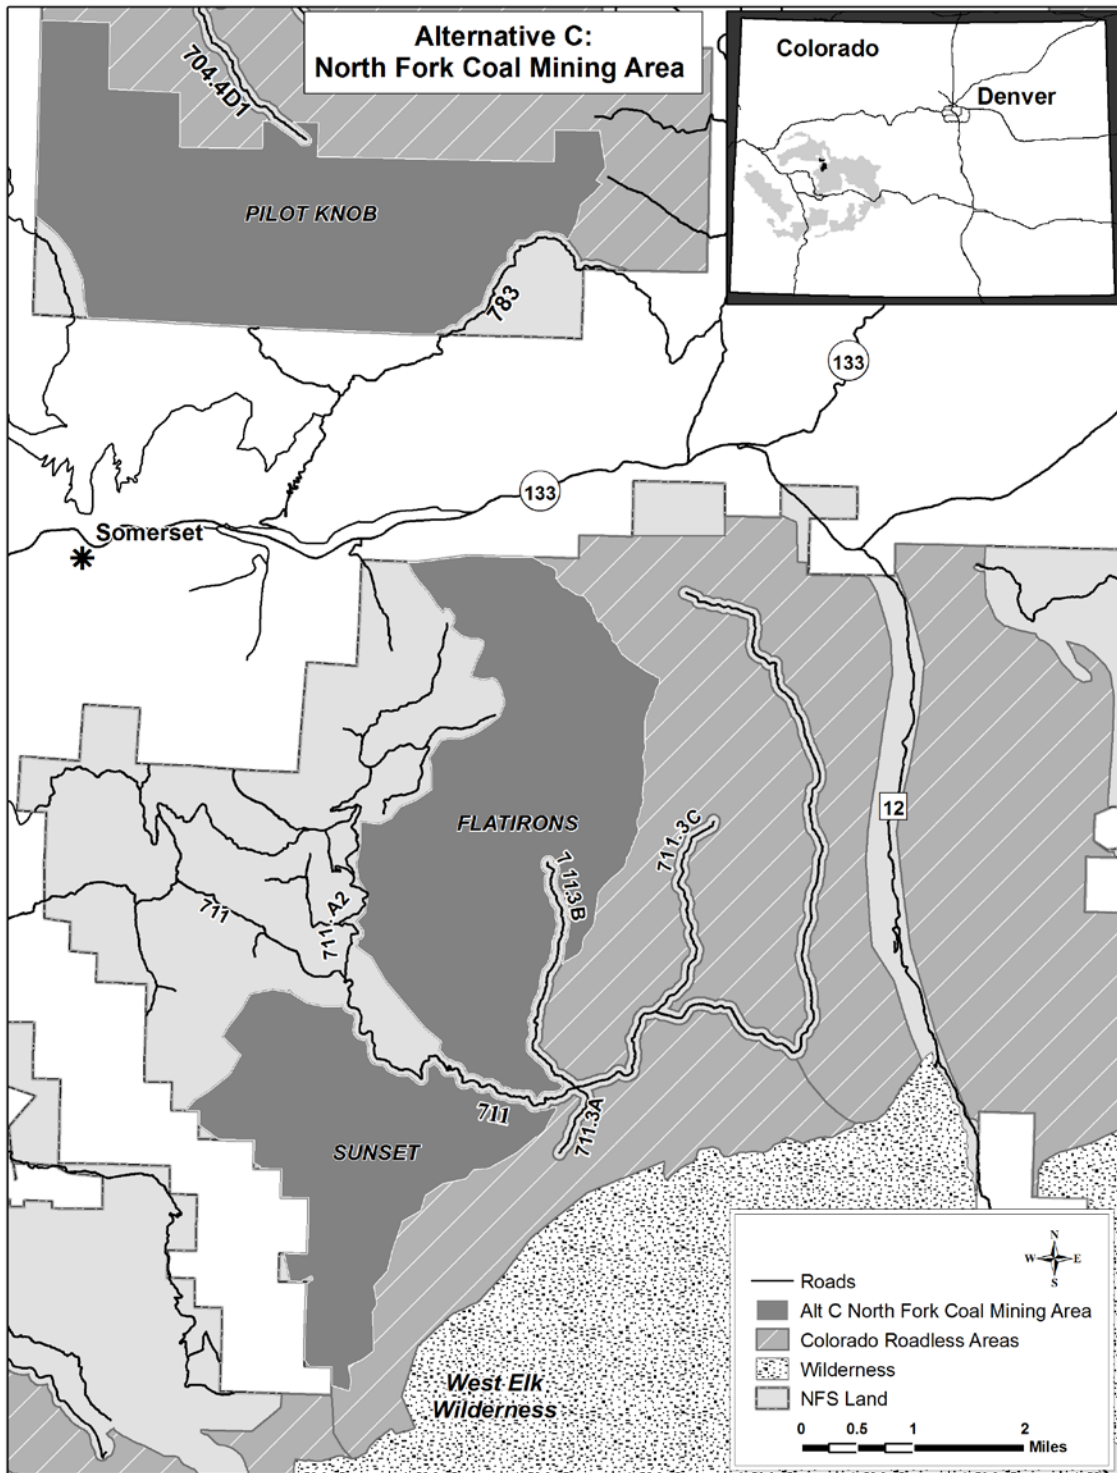 Alternative C:
North Fork Coal Mining Area
Colorado
Denver
704.4D1
PILOT KNOB
783
133
133
Somerset
12
FLATIRONS
711.3C
7 11.3B
711
711. A2
711
711.3A
SUNSET
West Elk
Wilderness
N
W E
S
Roads
Alt C North Fork Coal Mining Area
Colorado Roadless Areas
Wilderness
NFS Land
0 0.5 1 2
Miles